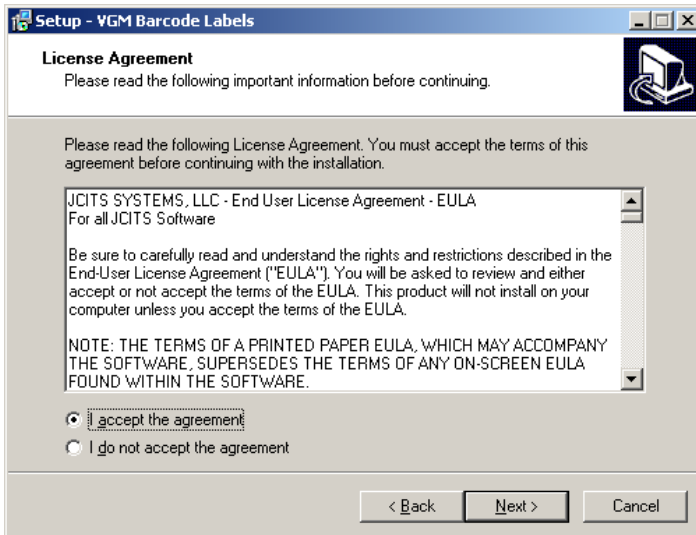 Setup - VGM Barcode Labels
License Agreement
Please read the following important information before continuing.
Please read the following License Agreement. You must accept the terms of this
agreement before continuing with the installation.
JCITS SYSTEMS, LLC - End User License Agreement - EULA
For all JCITS Software
Be sure to carefully read and understand the rights and restrictions described in the
End-User License Agreement ("EULA"). You will be asked to review and either
accept or not accept the terms of the EULA. This product will not install on your
computer unless you accept the terms of the EULA.
NOTE: THE TERMS OF A PRINTED PAPER EULA, WHICH MAY ACCOMPANY
THE SOFTWARE, SUPERSEDES THE TERMS OF ANY ON-SCREEN EULA
FOUND WITHIN THE SOFTWARE.
I accept the agreement
I do not accept the agreement
< Back Next > Cancel